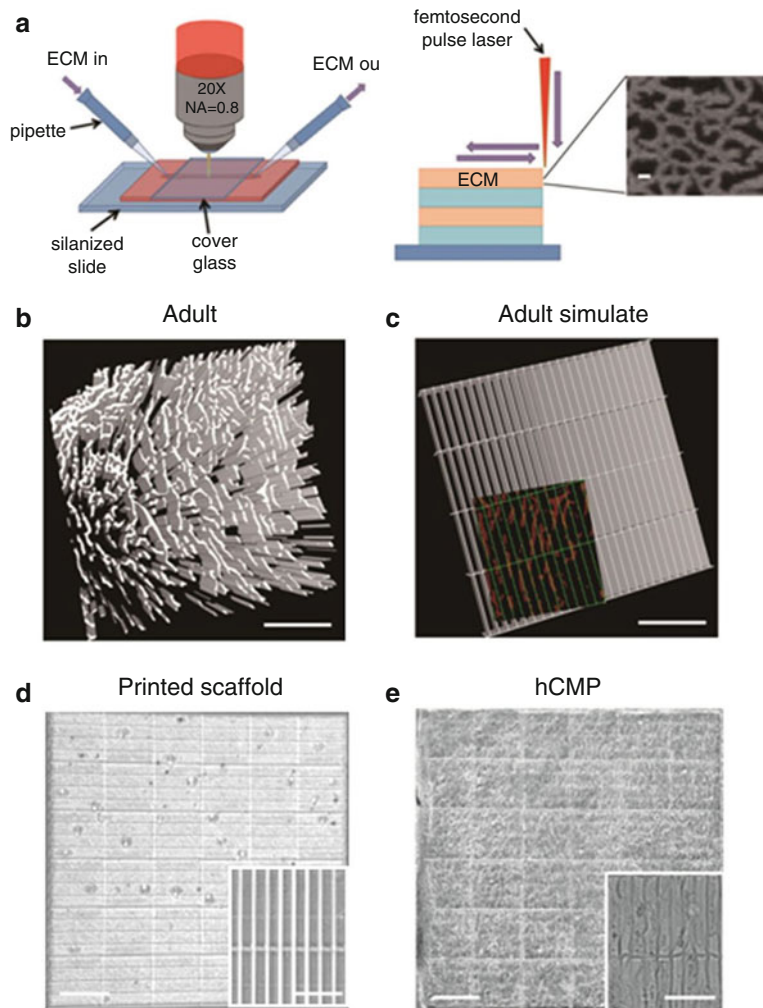 a
ECM in
pipette
20X
NA=0.8
ECM ou
silanized
slide
cover
glass
femtosecond
pulse laser
ECM
b
Adult
c
Adult simulate
d
Printed scaffold
e
hCMP